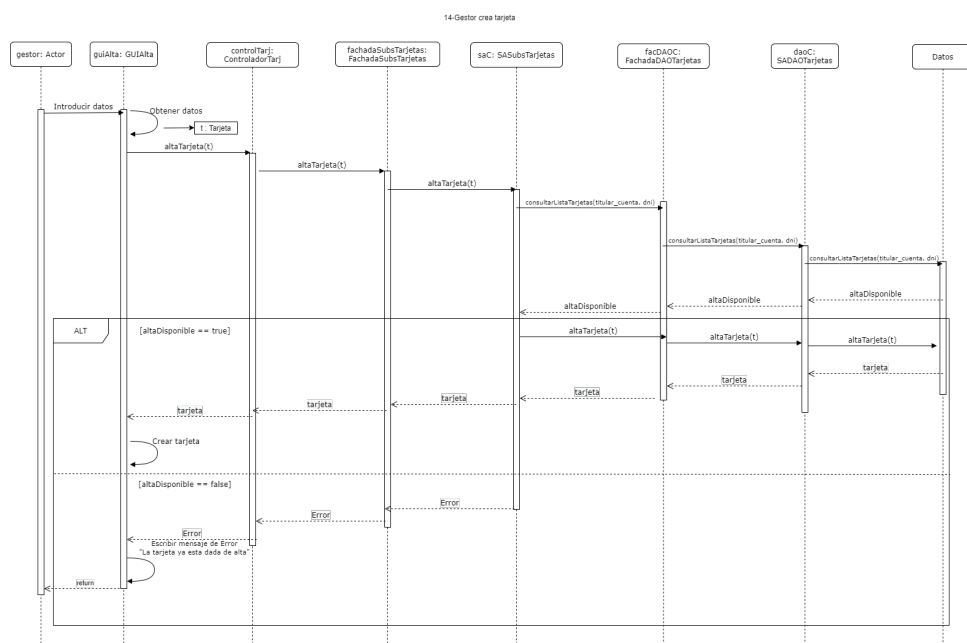 14-Gestor crea tarjeta
gestor: Actor
guiAlta: GUIAlta
controlTarj:
ControladorTarj
fachadaSubsTarjetas:
FachadaSubsTarjetas
saC: SASubsTarjetas
facDAOC:
FachadaDAOTarjetas
daoC:
SADAOTarjetas
Datos
Introducir datos
Obtener datos
t : Tarjeta
altaTarjeta(t)
altaTarjeta(t)
altaTarjeta(t)
consultarListaTarjetas(titular_cuenta. dni)
consultarListaTarjetas(titular_cuenta. dni)
consultarListaTarjetas(titular_cuenta. dni)
altaDisponible
altaDisponible
altaDisponible
ALT
[altaDisponible == true]
altaTarjeta(t)
altaTarjeta(t)
altaTarjeta(t)
tarjeta
tarjeta
tarjeta
tarjeta
tarjeta
tarjeta
Crear tarjeta
[altaDisponible == false]
Error
Error
Error
Escribir mensaje de Error
"La tarjeta ya esta dada de alta"
return